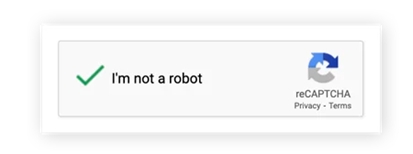 I'm not a robot
reCAPTCHA
Privacy - Terms